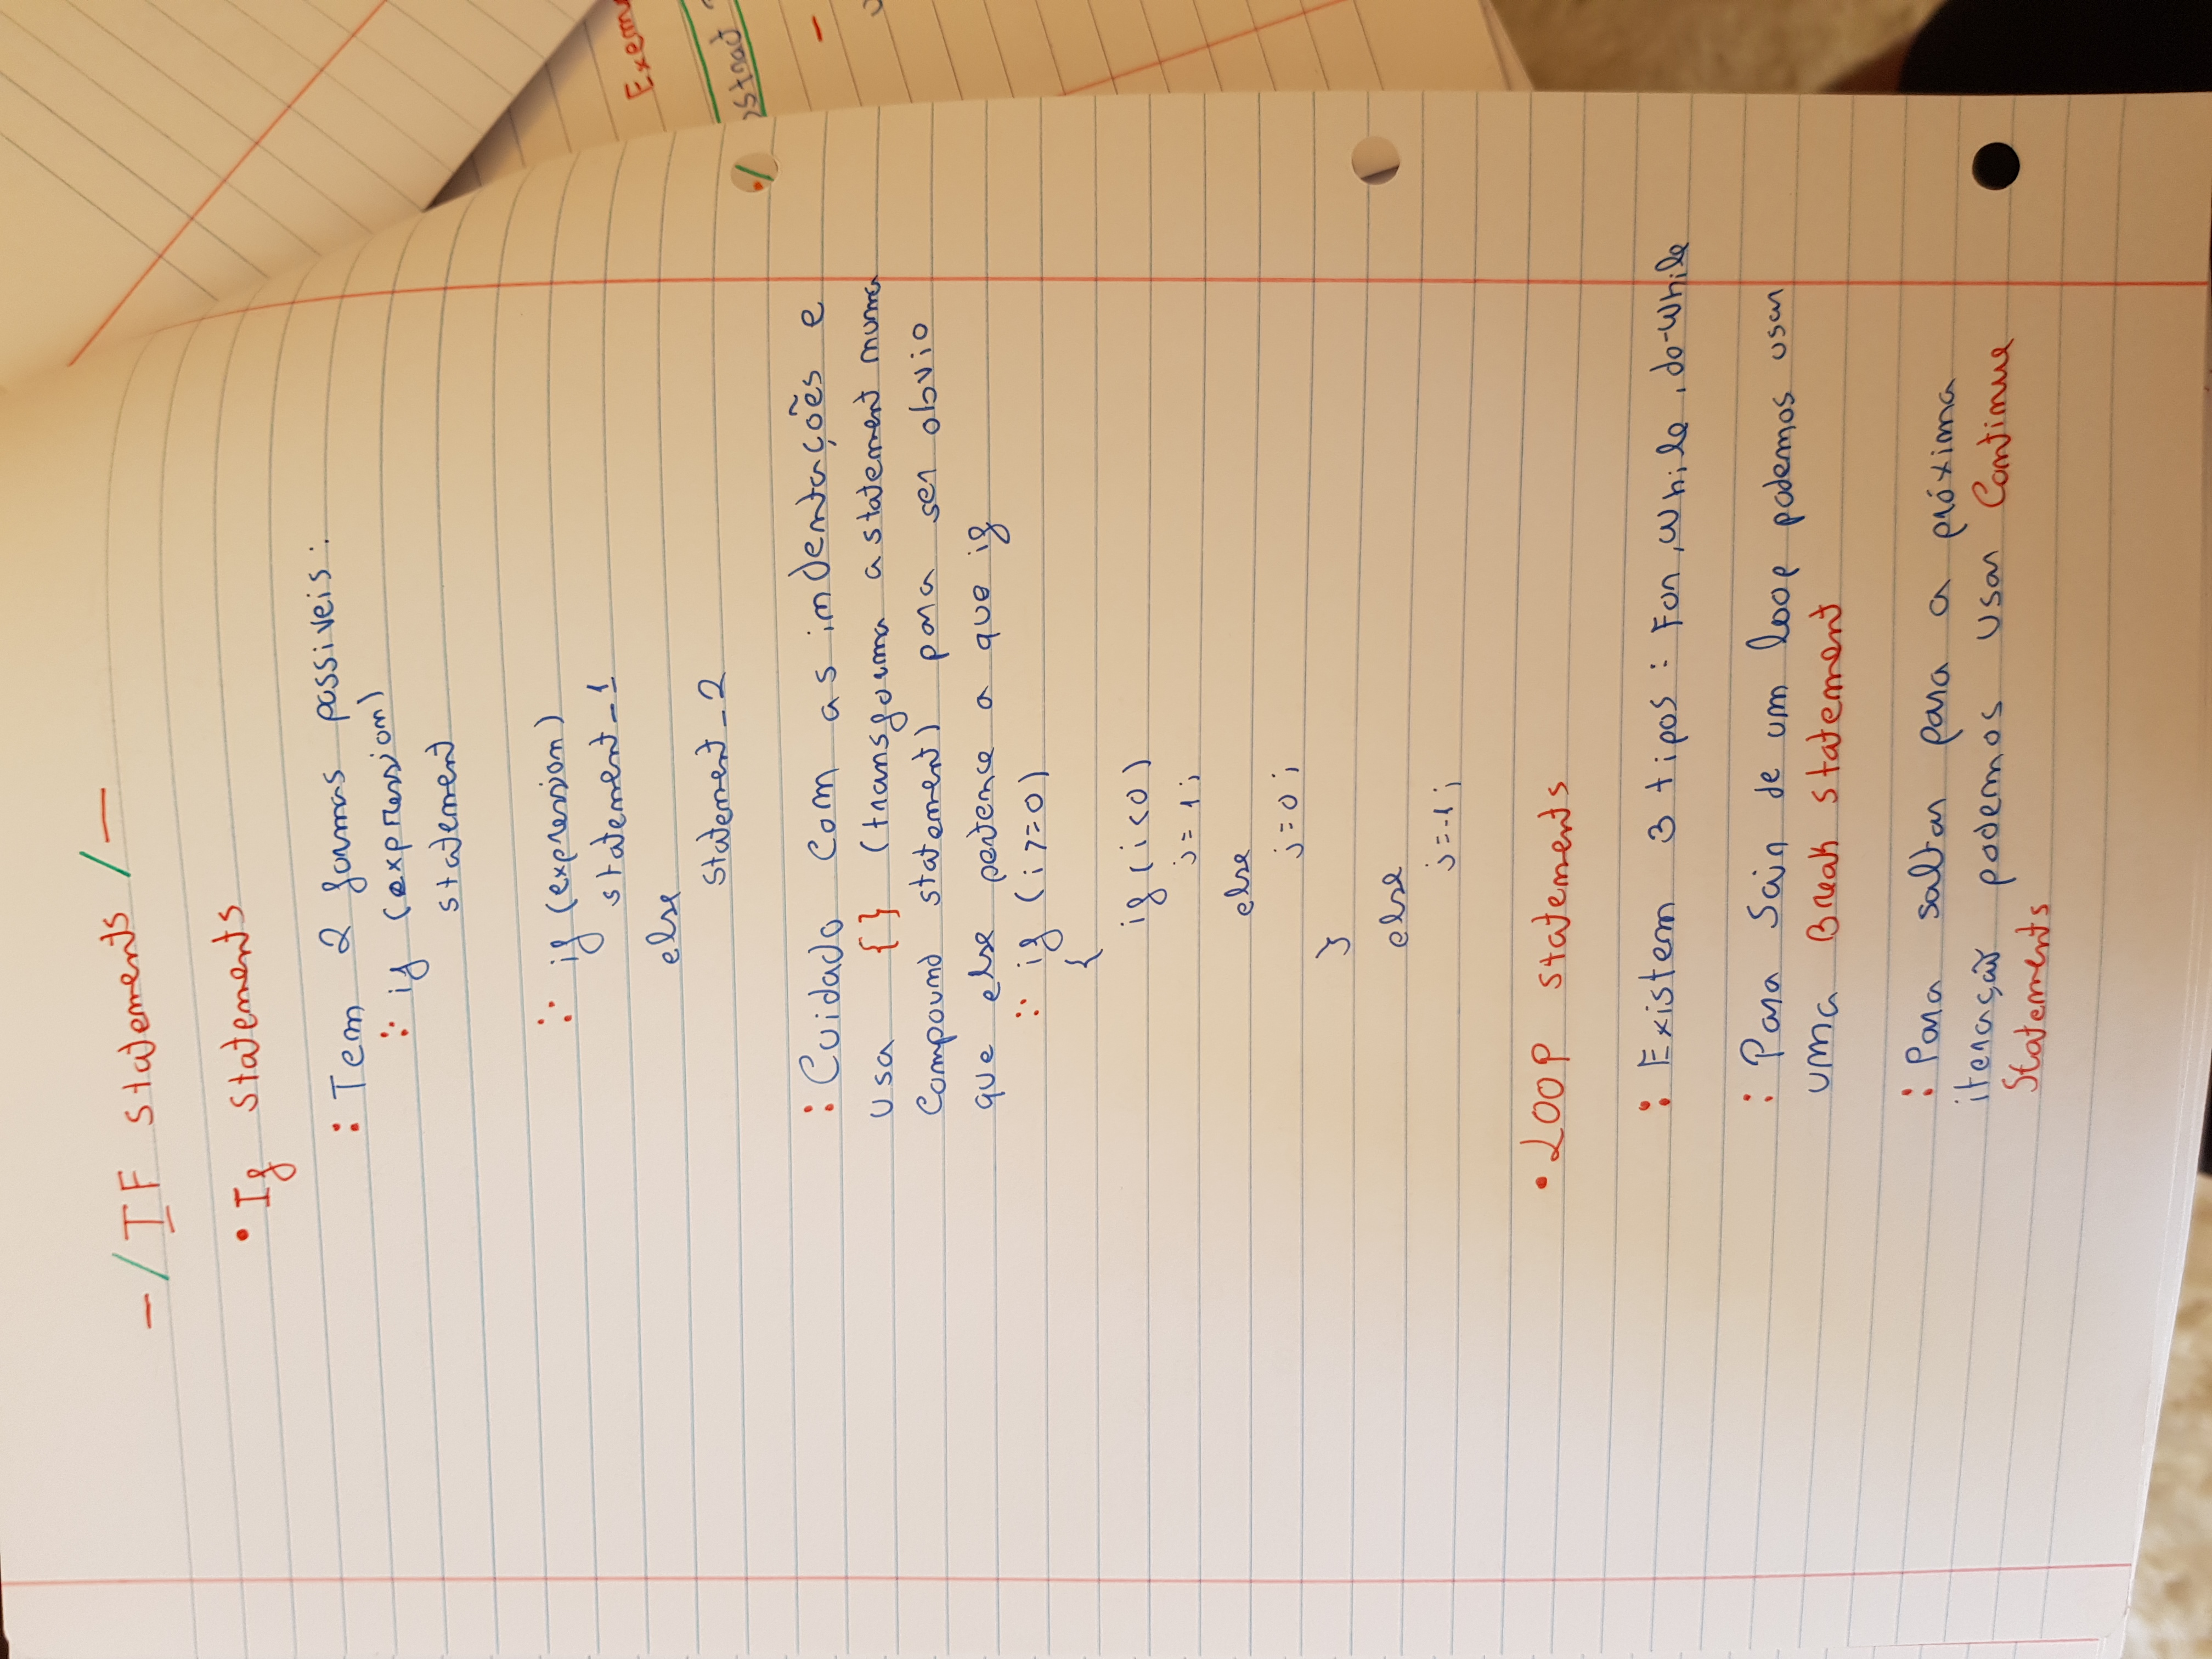 -/ IF Statements /-
• If Statements
: Tem 2 formas possiveis:
∵ if (expression)
statement
∵ if (expression)
statement_1
else
Statement_2
: Cuidado com as indentações e
usa {} (transforma a statement numa
Compound statement) para ser obvio
que else pertence a que if
∵ if (i >= 0)
{
if (i < 0)
j = 1;
else
j = 0;
}
else
j = -1;
• LOOP Statements
: Existem 3 tipos: For, While, do-While
: Para Sair de um loop podemos usar
uma Break statement
: Para saltar para a próxima
iteração podemos usar Continue
Statements